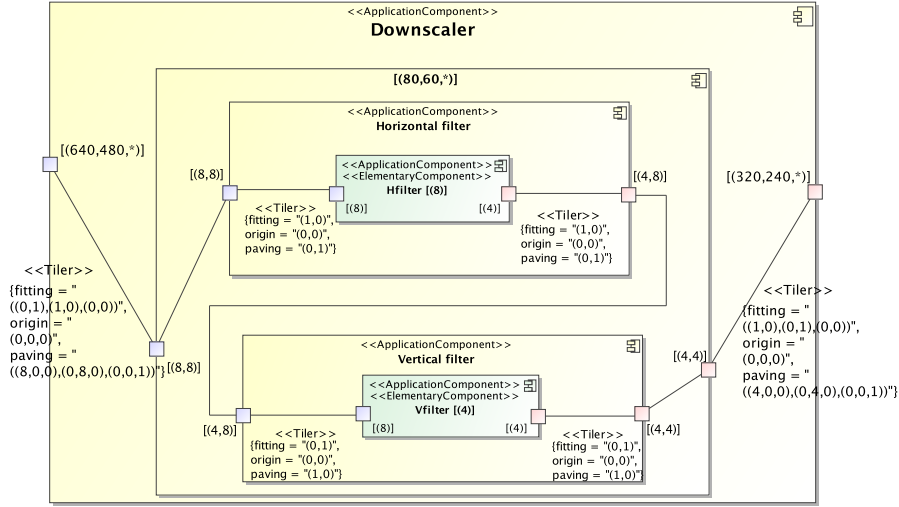 <<ApplicationComponent>>
Downscaler
[(80,60,*)]
<<ApplicationComponent>>
Horizontal filter
[(640,480,*)]
<<ApplicationComponent>>
<<ElementaryComponent>>
Hfilter [(8)]
[(8)]
[(4)]
[(8,8)]
[(4,8)]
[(320,240,*)]
<<Tiler>>
{fitting = "(1,0)",
origin = "(0,0)",
paving = "(0,1)"}
<<Tiler>>
{fitting = "(1,0)",
origin = "(0,0)",
paving = "(0,1)"}
<<Tiler>>
{fitting = "
((0,1),(1,0),(0,0))",
origin = "
(0,0,0)",
paving = "
((8,0,0),(0,8,0),(0,0,1))"}
[(8,8)]
<<Tiler>>
{fitting = "
((1,0),(0,1),(0,0))",
origin = "
(0,0,0)",
paving = "
((4,0,0),(0,4,0),(0,0,1))"}
[(4,4)]
<<ApplicationComponent>>
Vertical filter
<<ApplicationComponent>>
<<ElementaryComponent>>
Vfilter [(4)]
[(8)]
[(4)]
[(4,8)]
[(4,4)]
<<Tiler>>
{fitting = "(0,1)",
origin = "(0,0)",
paving = "(1,0)"}
<<Tiler>>
{fitting = "(0,1)",
origin = "(0,0)",
paving = "(1,0)"}